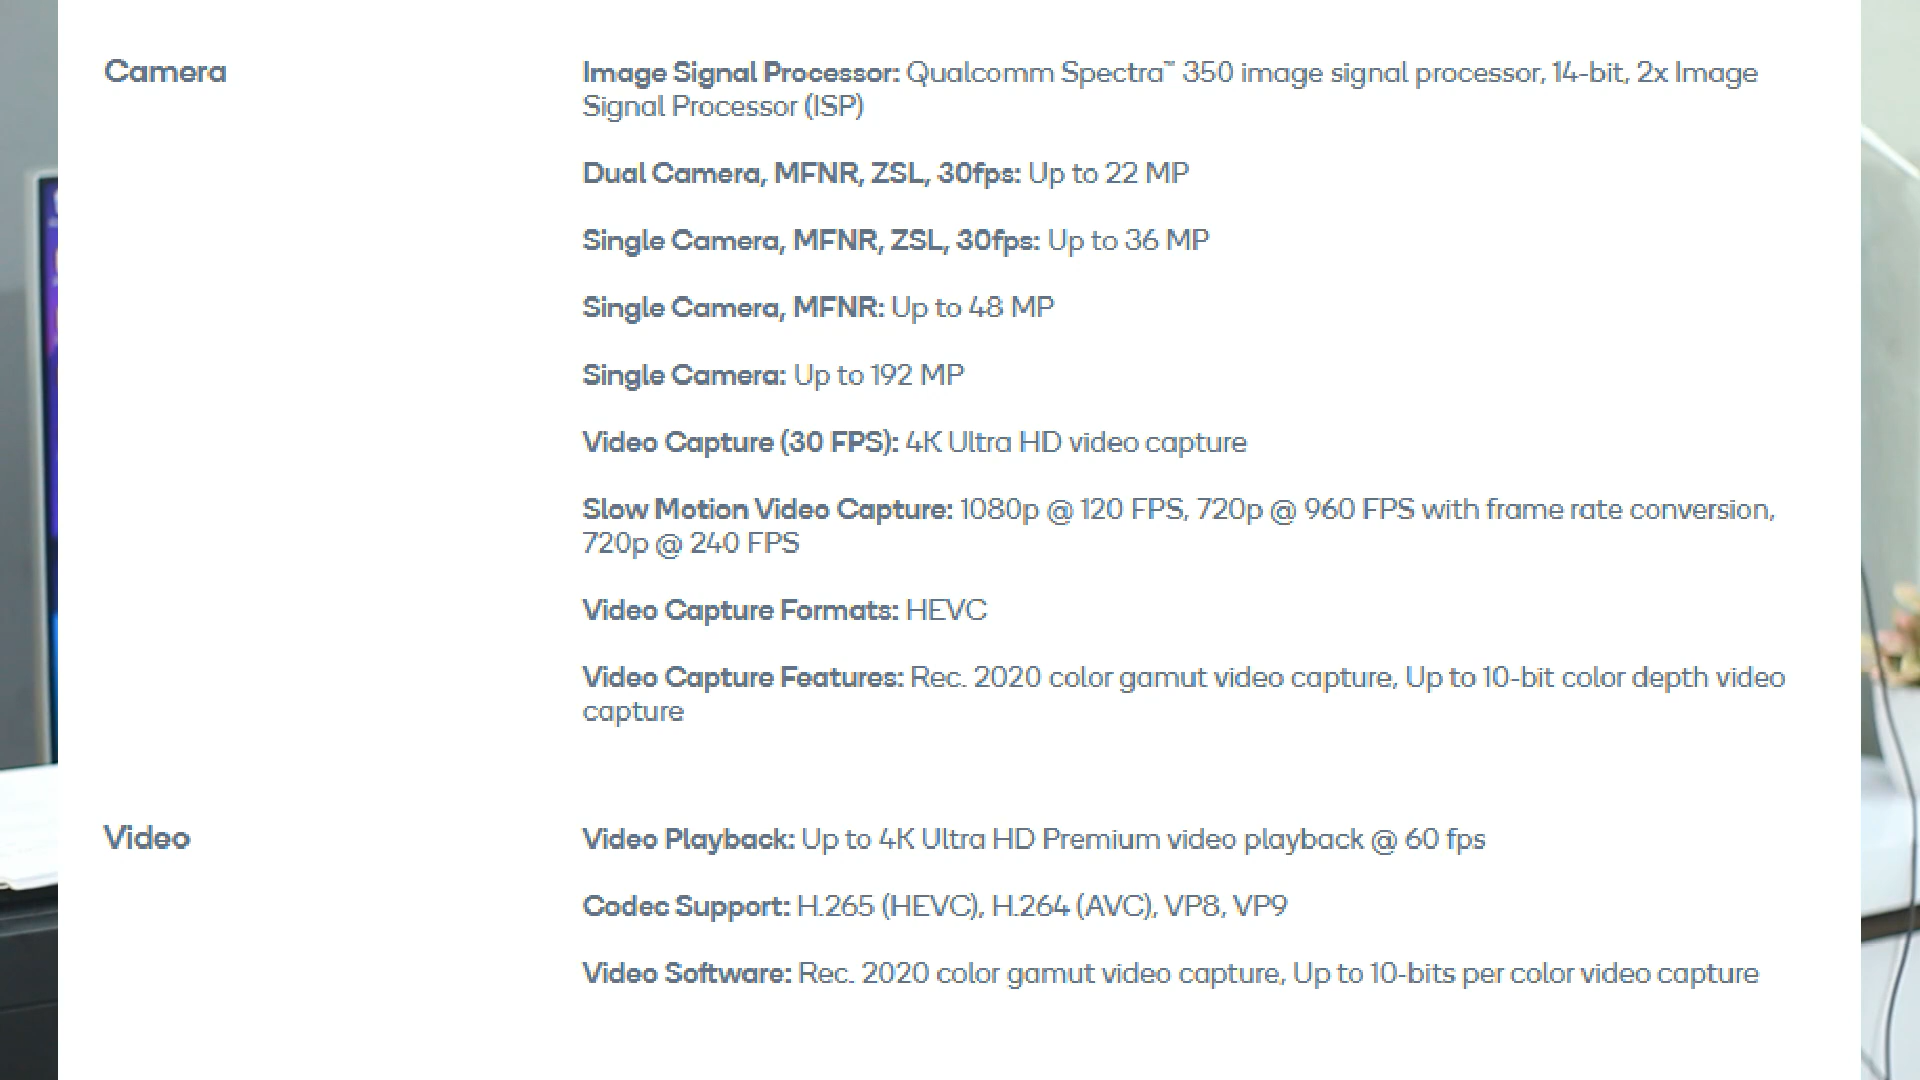 Camera
Image Signal Processor: Qualcomm Spectra™ 350 image signal processor, 14-bit, 2x Image
Signal Processor (ISP)
Dual Camera, MFNR, ZSL, 30fps: Up to 22 MP
Single Camera, MFNR, ZSL, 30fps: Up to 36 MP
Single Camera, MFNR: Up to 48 MP
Single Camera: Up to 192 MP
Video Capture (30 FPS): 4K Ultra HD video capture
Slow Motion Video Capture: 1080p @ 120 FPS, 720p @ 960 FPS with frame rate conversion,
720p @ 240 FPS
Video Capture Formats: HEVC
Video Capture Features: Rec. 2020 color gamut video capture, Up to 10-bit color depth video
capture
Video
Video Playback: Up to 4K Ultra HD Premium video playback @ 60 fps
Codec Support: H.265 (HEVC), H.264 (AVC), VP8, VP9
Video Software: Rec. 2020 color gamut video capture, Up to 10-bits per color video capture